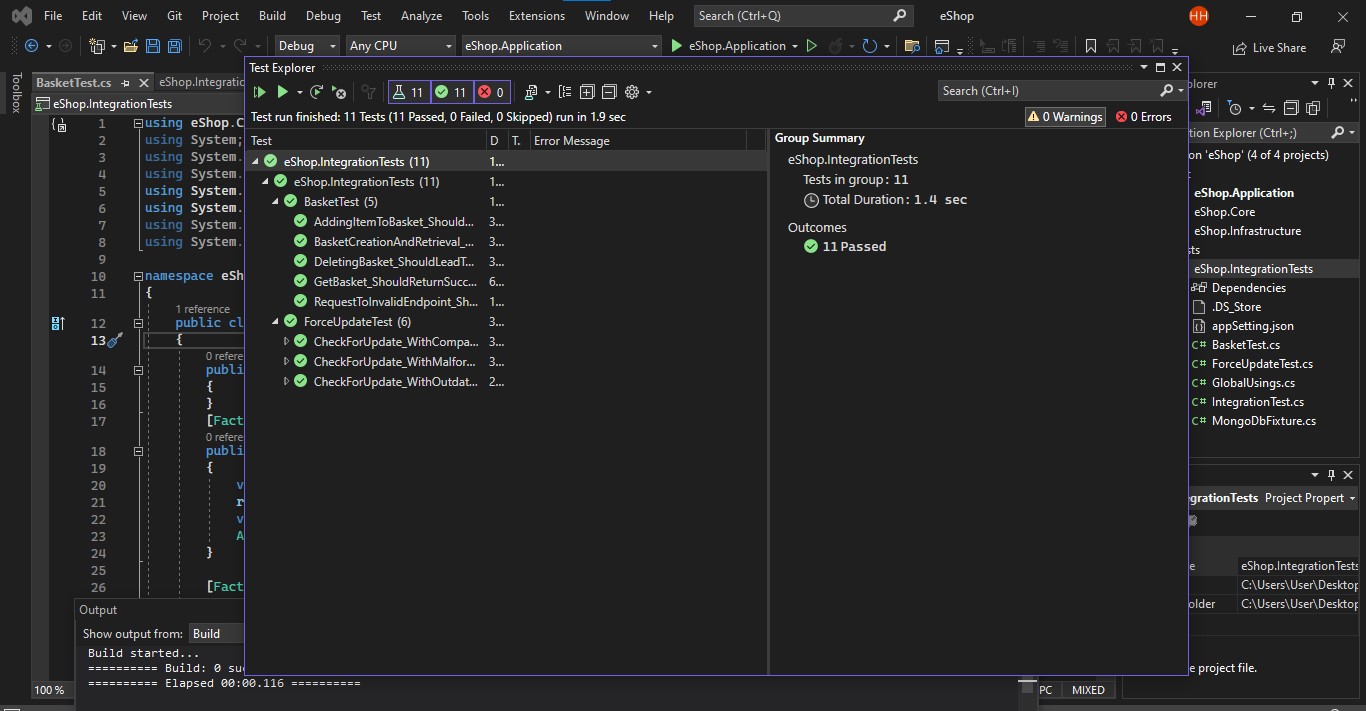 File Edit View Git Project Build Debug Test Analyze Tools Extensions Window Help Search (Ctrl+Q) eShop HH
Debug Any CPU eShop.Application eShop.Application Live Share
Toolbox
BasketTest.cs eShop.Integratio
eShop.IntegrationTests
1 using eShop.C
2 using System;
3 using System.
4 using System.
5 using System.
6 using System.
7 using System.
8 using System.
9
10 namespace eSh
11 {
1 reference
12 public cl
13 {
0 refere
14 publi
15 {
16 }
17 [Fact
0 refere
18 publi
19 {
20 v
21 r
22 v
23 A
24 }
25
26 [Fact
100 %
Test Explorer
11 11 0
Search (Ctrl+I)
Test run finished: 11 Tests (11 Passed, 0 Failed, 0 Skipped) run in 1.9 sec
0 Warnings 0 Errors
Test D T. Error Message
eShop.IntegrationTests (11) 1...
eShop.IntegrationTests (11) 1...
BasketTest (5) 1...
AddingItemToBasket_Should... 3...
BasketCreationAndRetrieval_... 3...
DeletingBasket_ShouldLeadT... 3...
GetBasket_ShouldReturnSucc... 6...
RequestToInvalidEndpoint_Sh... 1...
ForceUpdateTest (6) 3...
CheckForUpdate_WithCompa... 3...
CheckForUpdate_WithMalfor... 3...
CheckForUpdate_WithOutdat... 2...
Group Summary
eShop.IntegrationTests
Tests in group: 11
Total Duration: 1.4 sec
Outcomes
11 Passed
plorer
tion Explorer (Ctrl+;)
on 'eShop' (4 of 4 projects)
c
eShop.Application
eShop.Core
eShop.Infrastructure
sts
eShop.IntegrationTests
Dependencies
.DS_Store
appSetting.json
C# BasketTest.cs
C# ForceUpdateTest.cs
C# GlobalUsings.cs
C# IntegrationTest.cs
C# MongoDbFixture.cs
egrationTests Project Propert
e eShop.IntegrationTests
C:\Users\User\Desktop
older C:\Users\User\Desktop
e project file.
Output
Show output from: Build
Build started...
========== Build: 0 su
========== Elapsed 00:00.116 ==========
PC MIXED